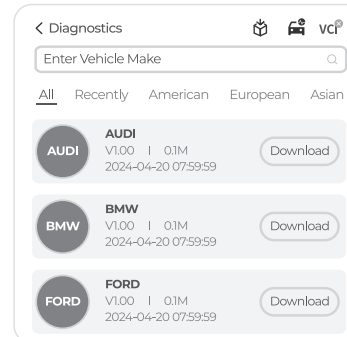 Diagnostics
VCI
Enter Vehicle Make
All Recently American European Asian
AUDI
AUDI
V1.00 | 0.1M
2024-04-20 07:59:59
Download
BMW
BMW
V1.00 | 0.1M
2024-04-20 07:59:59
Download
FORD
FORD
V1.00 | 0.1M
2024-04-20 07:59:59
Download